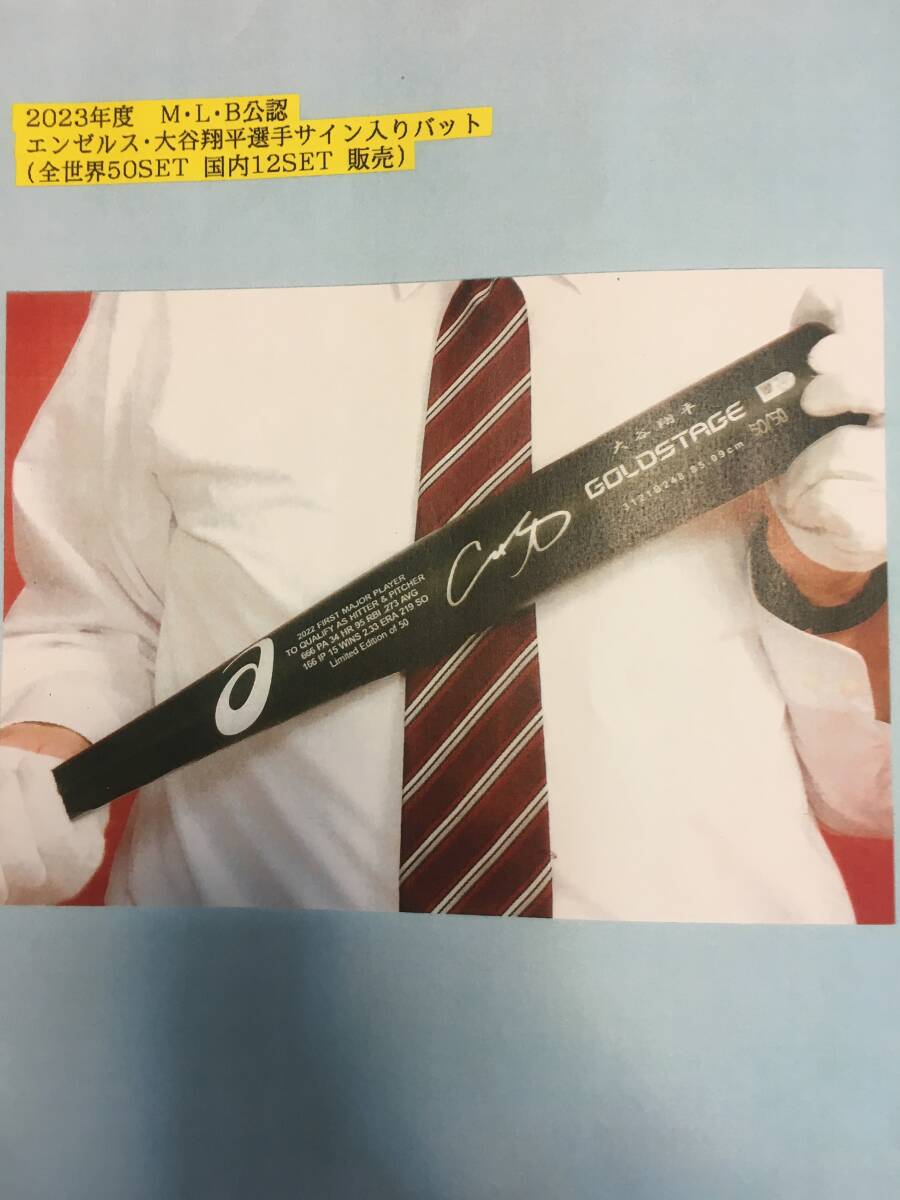 2023年度　M・L・B公認
エンゼルス・大谷翔平選手サイン入りバット
(全世界50SET 国内12SET 販売)
大谷翔平
GOLDSTAGE
50/50
2022 FIRST MAJOR PLAYER
TO QUALIFY AS HITTER & PITCHER
666 PA 34 HR 95 RBI .273 AVG
166 IP 15 WINS 2.33 ERA 219 SO
Limited Edition of 50